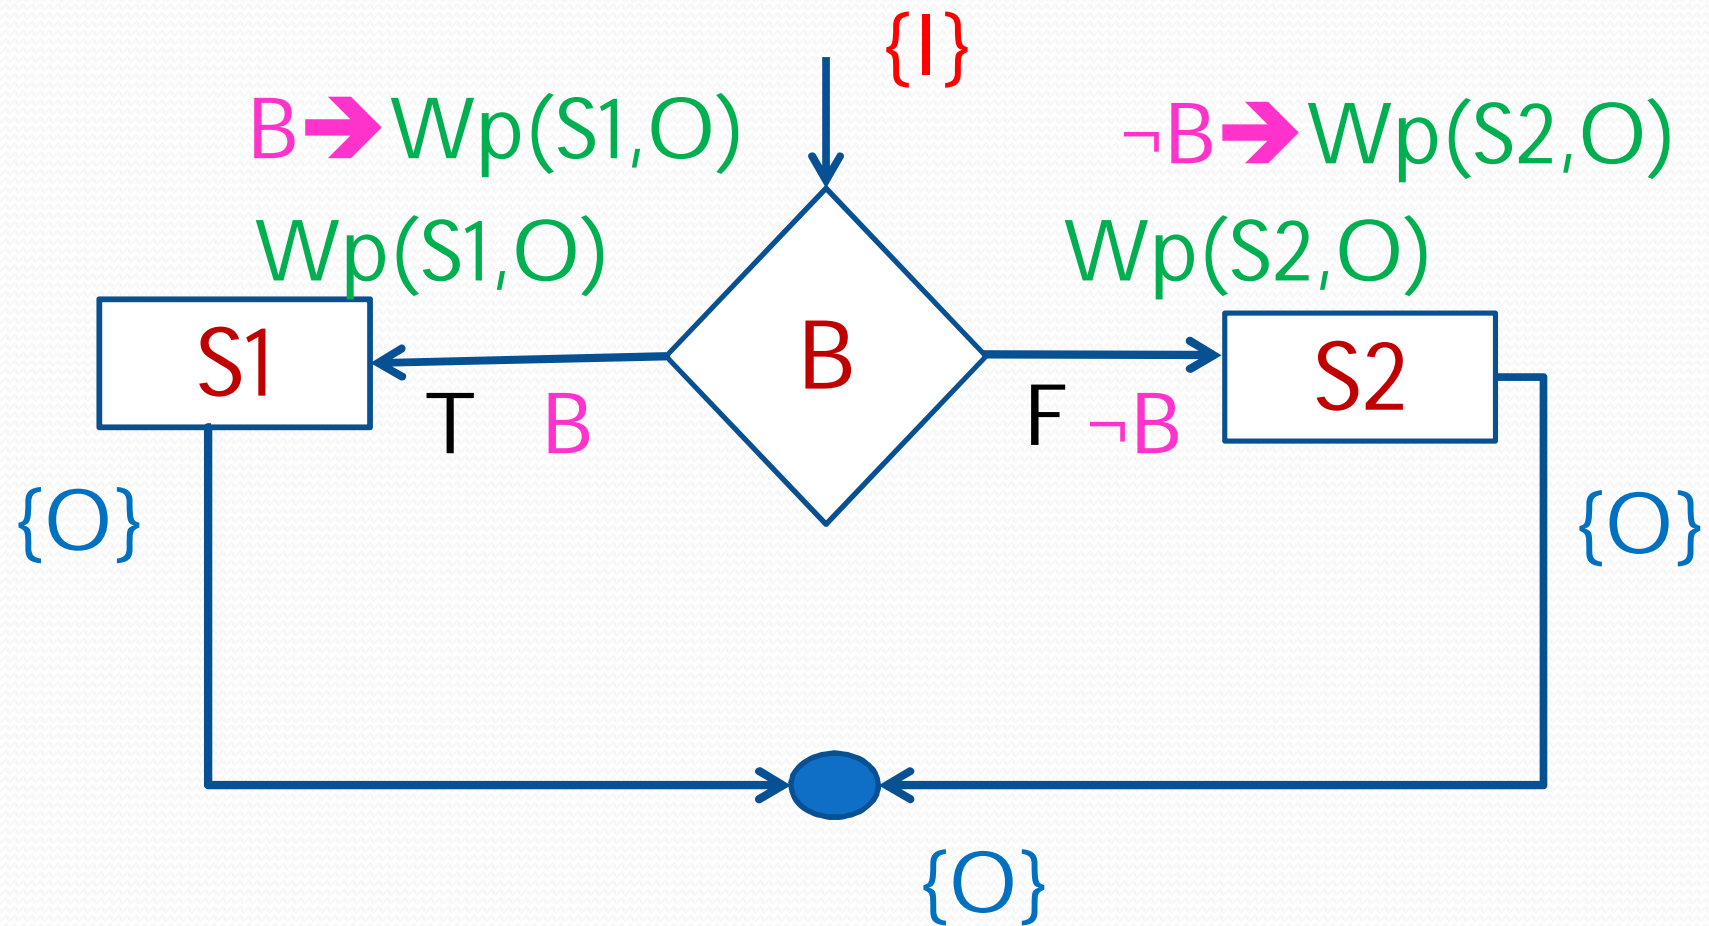 {I}
B➔Wp(S1,O)
¬B➔Wp(S2,O)
Wp(S1,O)
Wp(S2,O)
S1
B
S2
T B
F ¬B
{O}
{O}
{O}